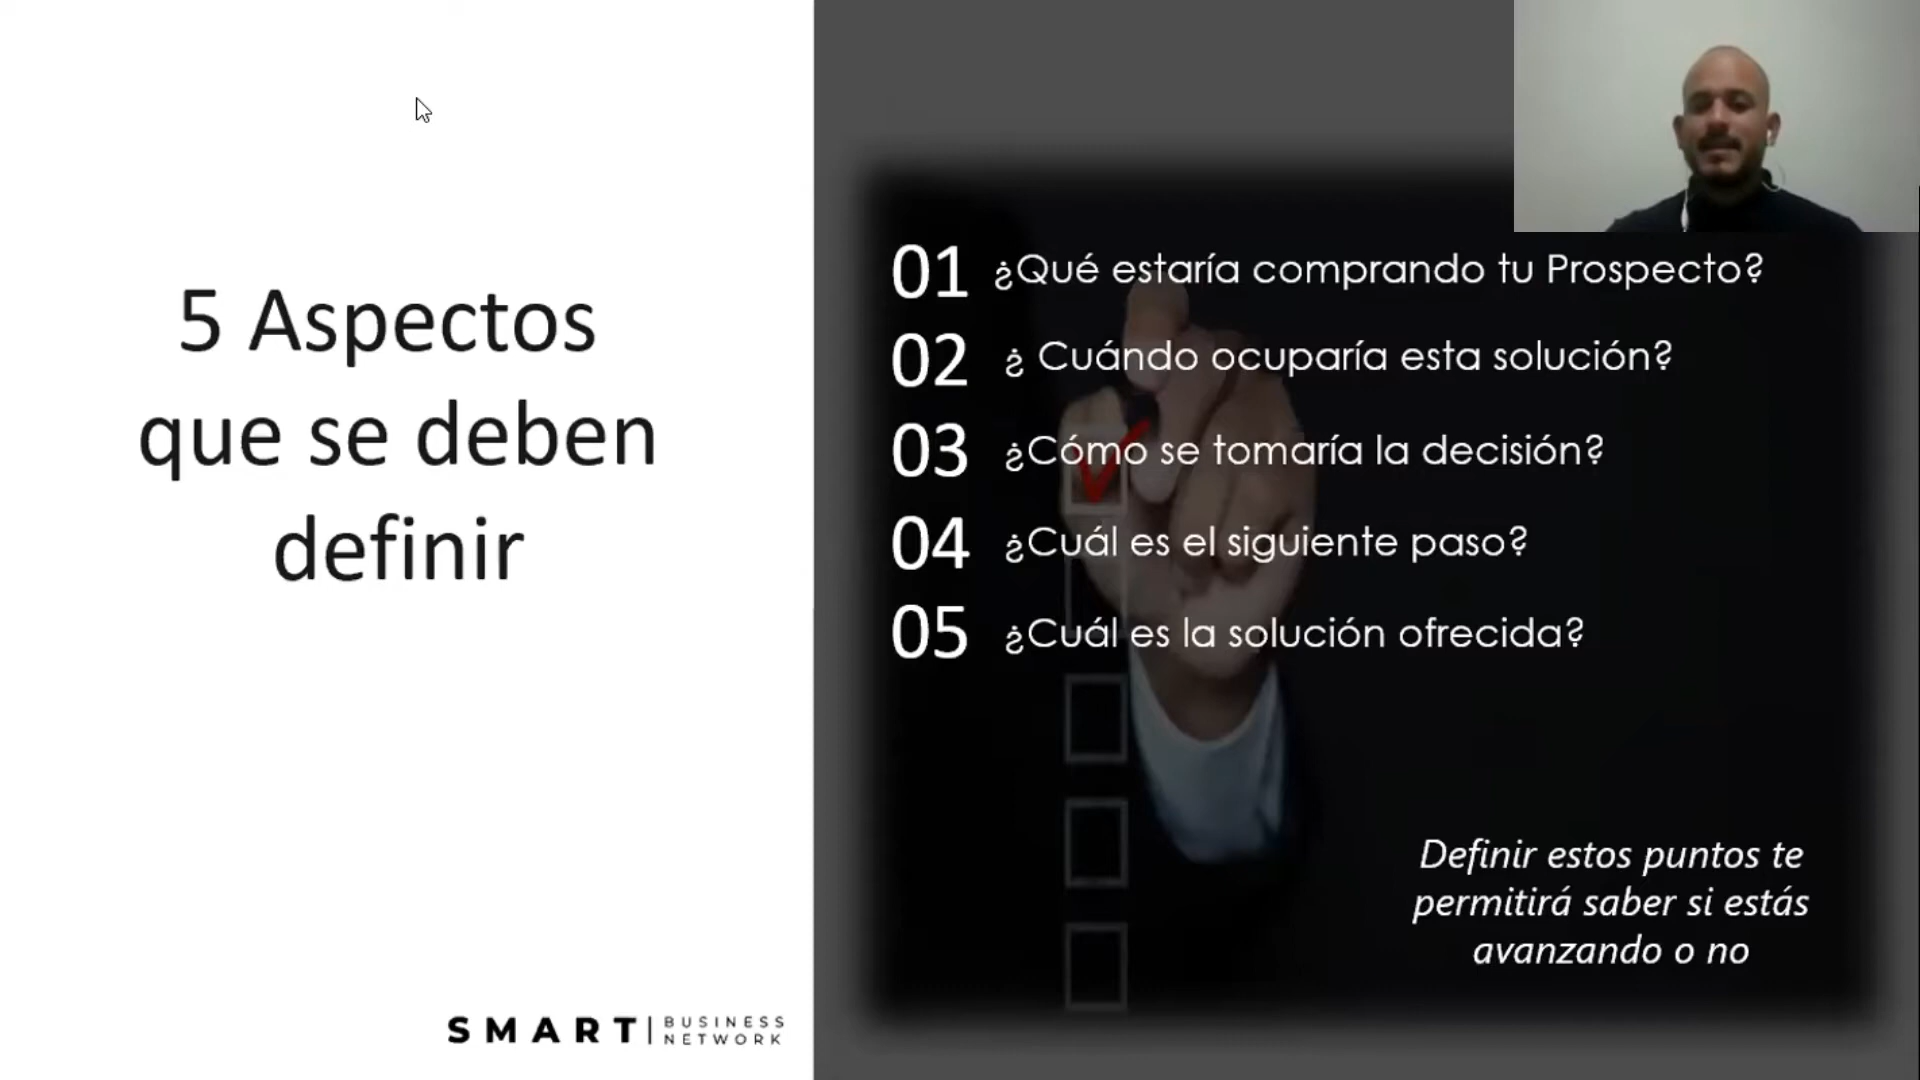 5 Aspectos
que se deben
definir
01 ¿Qué estaría comprando tu Prospecto?
02 ¿ Cuándo ocuparía esta solución?
03 ¿Cómo se tomaría la decisión?
04 ¿Cuál es el siguiente paso?
05 ¿Cuál es la solución ofrecida?
Definir estos puntos te
permitirá saber si estás
avanzando o no
SMART
BUSINESS
NETWORK